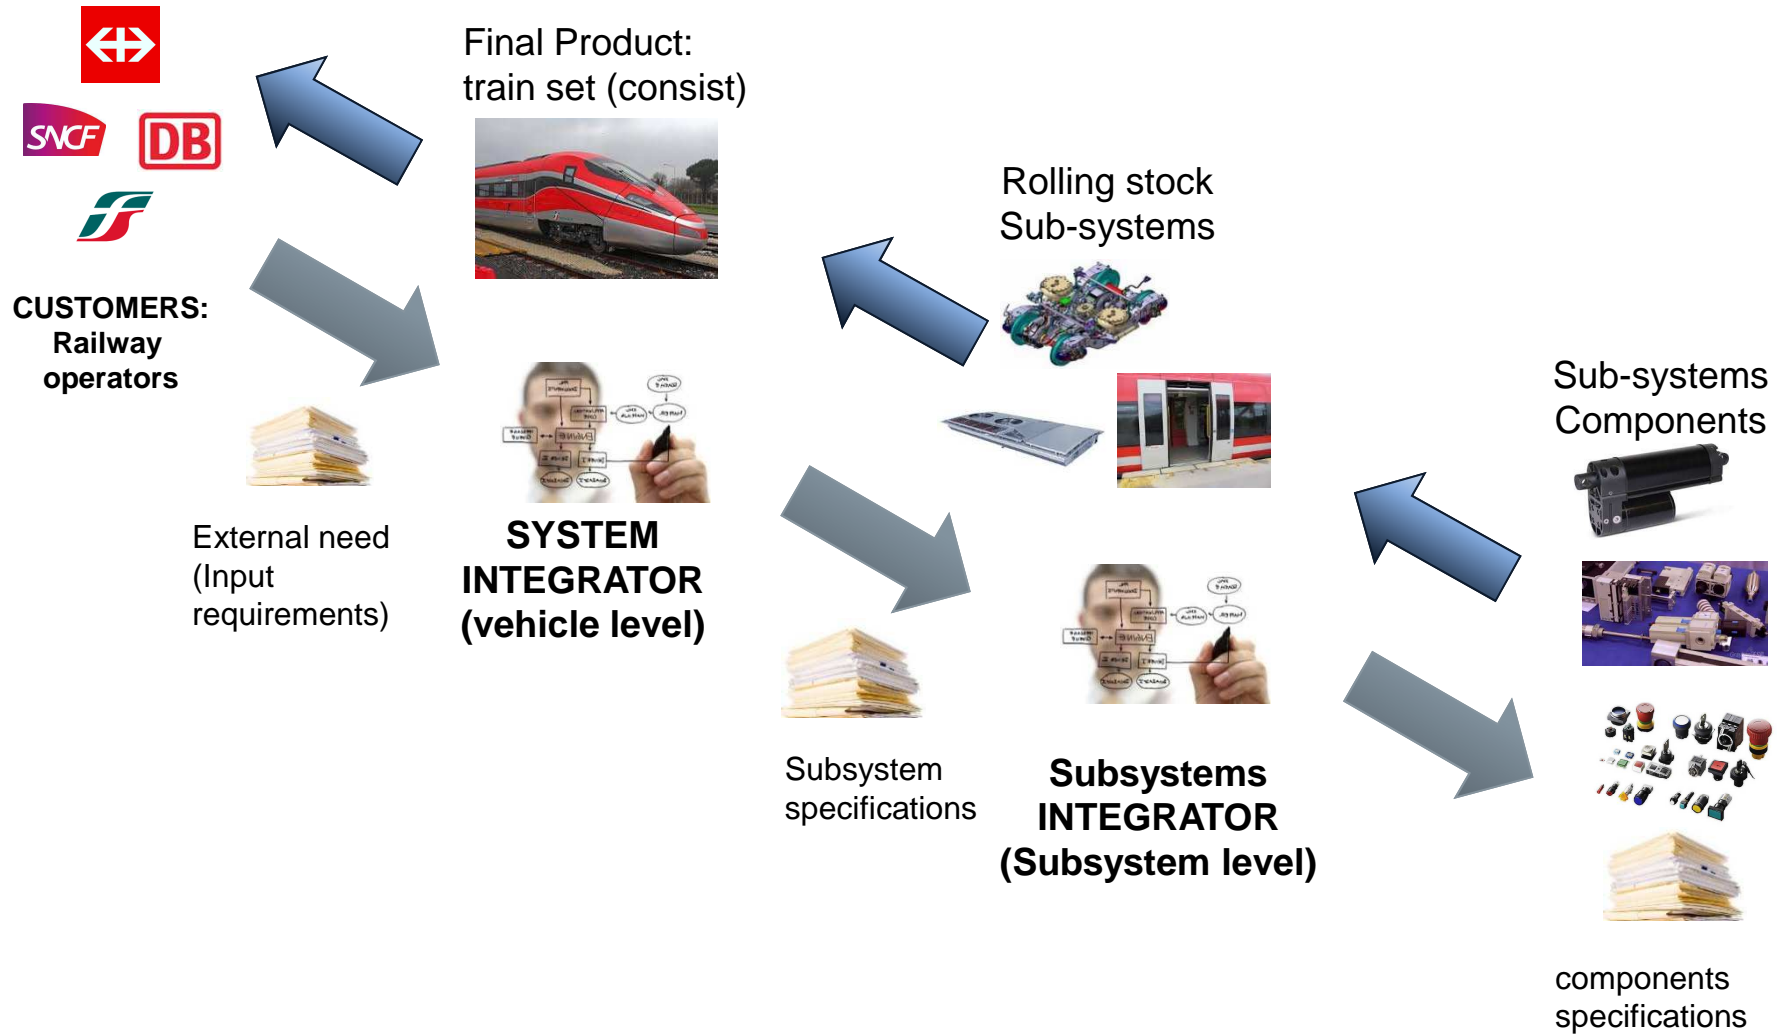 SNCF
DB
CUSTOMERS:
Railway
operators
Final Product:
train set (consist)
External need
(Input
requirements)
SYSTEM
INTEGRATOR
(vehicle level)
Rolling stock
Sub-systems
Subsystem
specifications
Subsystems
INTEGRATOR
(Subsystem level)
Sub-systems
Components
components
specifications